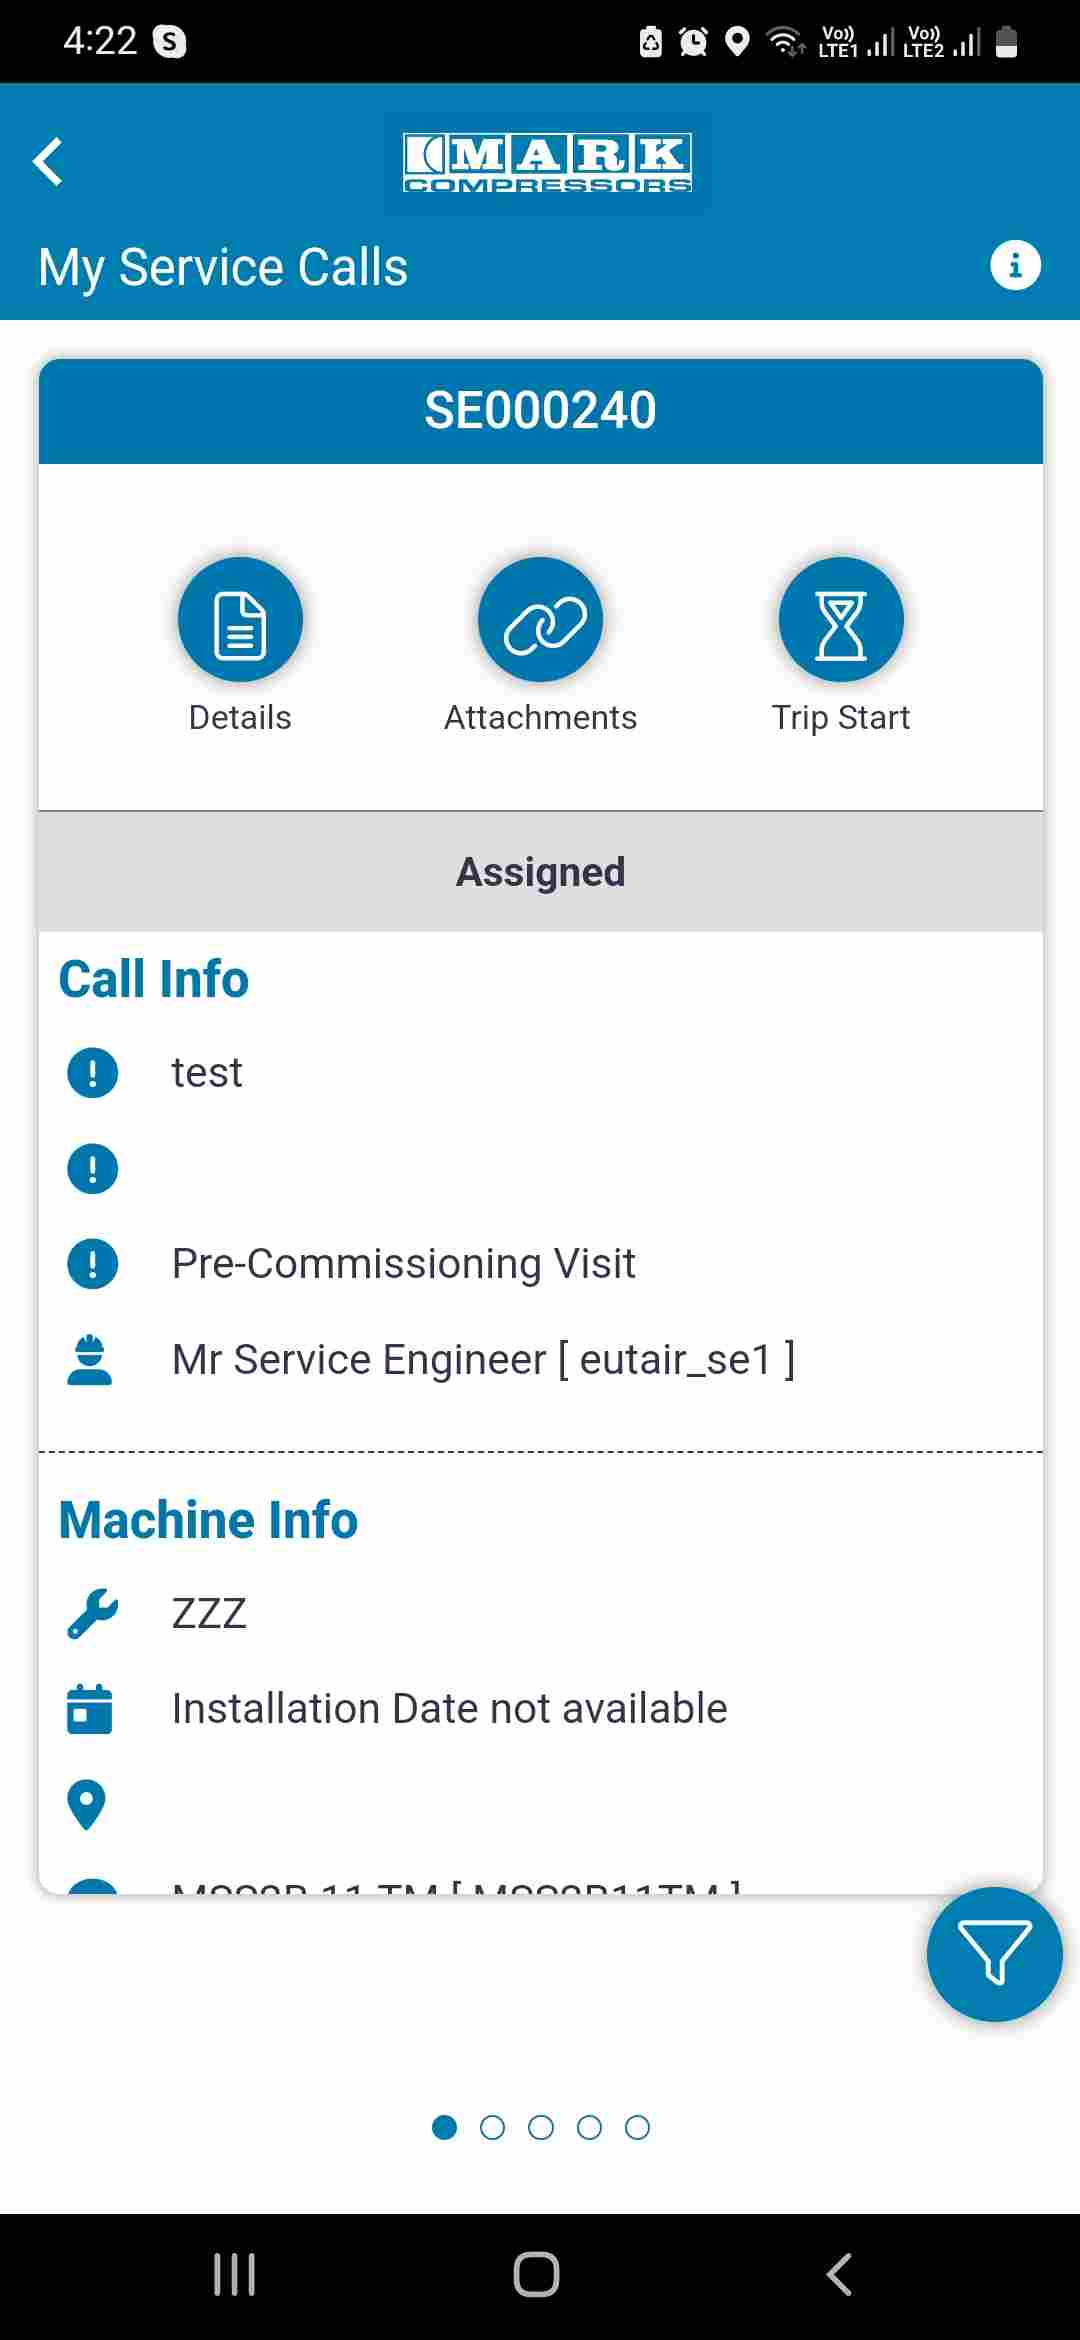 4:22
Vo)) LTE1 Vo)) LTE2
MARK
COMPRESSORS
My Service Calls
SE000240
Details Attachments Trip Start
Assigned
Call Info
test
Pre-Commissioning Visit
Mr Service Engineer [ eutair_se1 ]
Machine Info
ZZZ
Installation Date not available